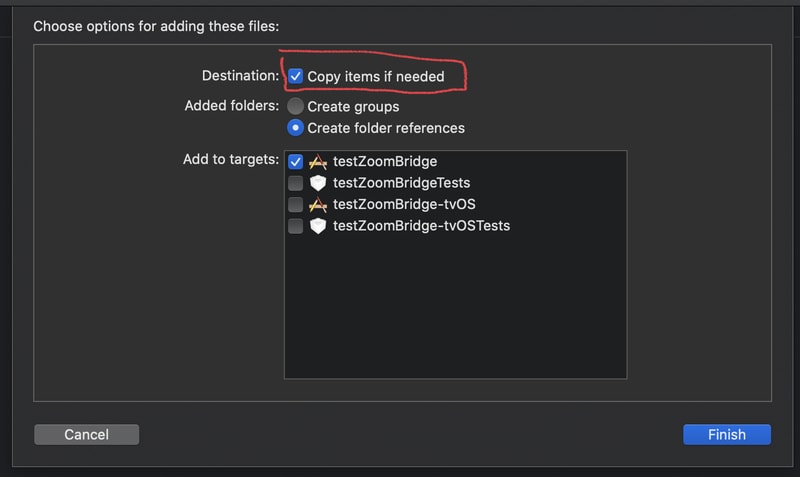 Choose options for adding these files:
Destination: Copy items if needed
Added folders: Create groups
Create folder references
Add to targets: testZoomBridge
testZoomBridgeTests
testZoomBridge-tvOS
testZoomBridge-tvOSTests
Cancel
Finish